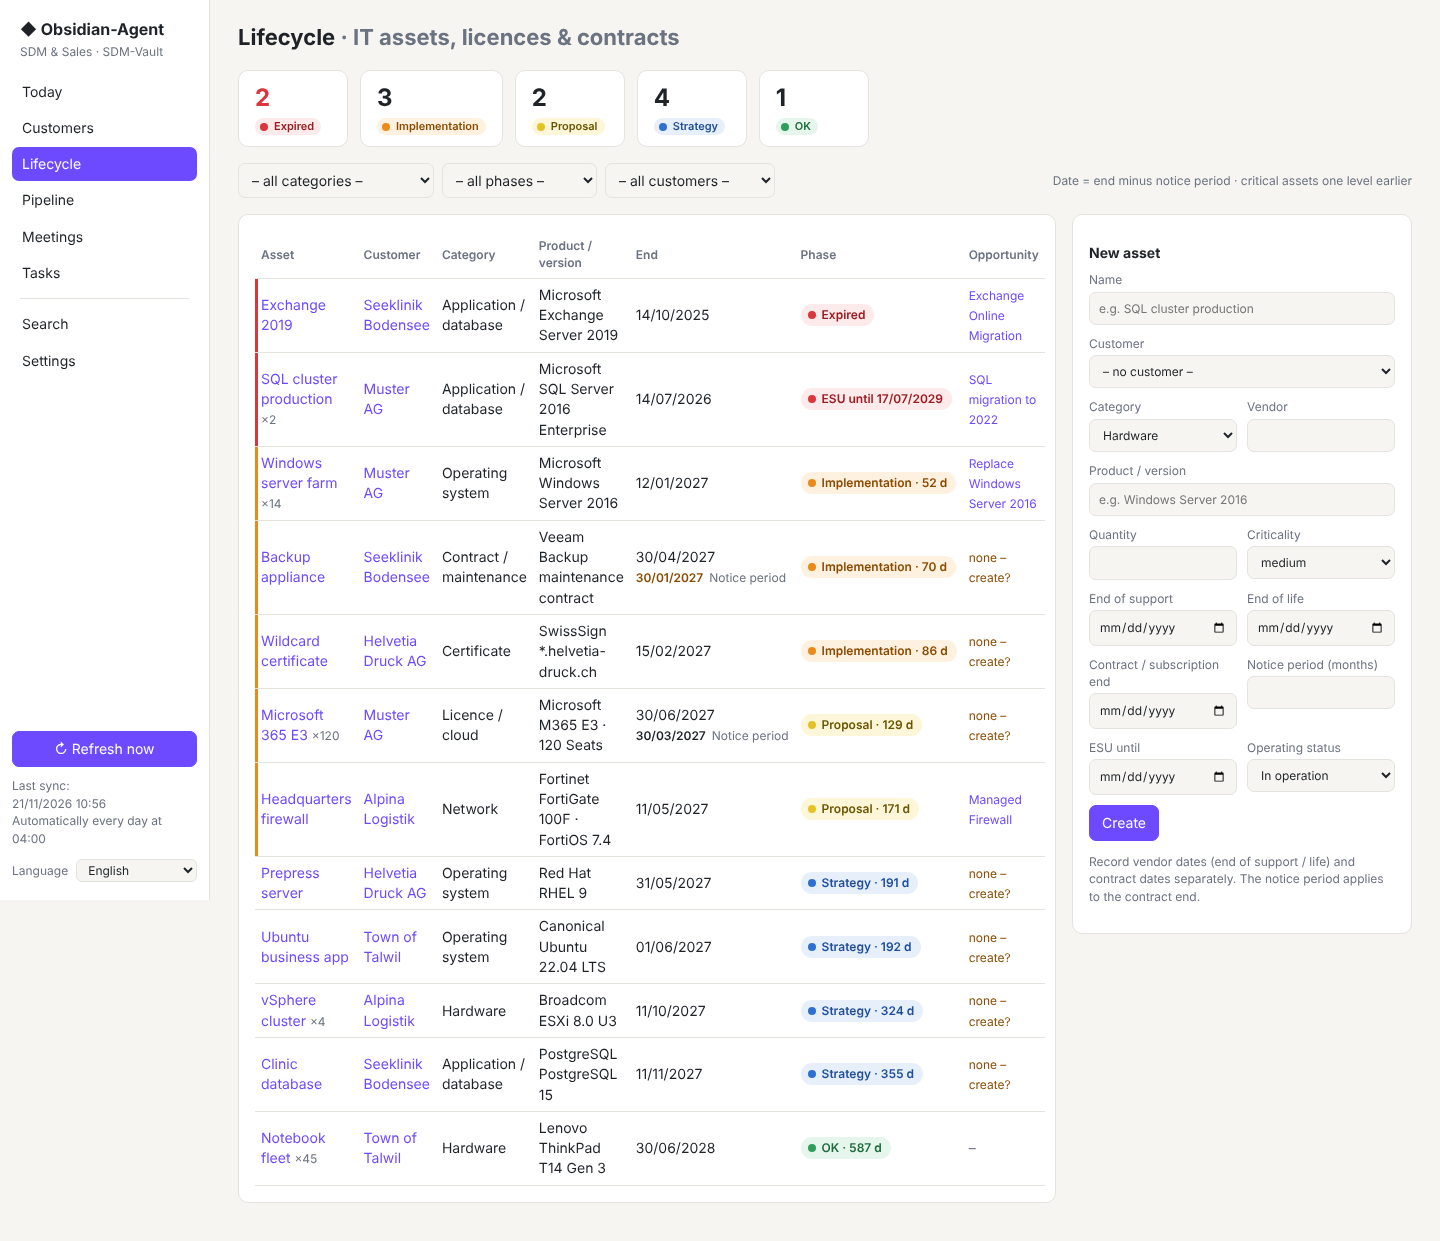 ◆ Obsidian-Agent
SDM & Sales · SDM-Vault
Today
Customers
Lifecycle
Pipeline
Meetings
Tasks
Search
Settings
↻ Refresh now
Last sync:
21/11/2026 10:56
Automatically every day at
04:00
Language English
Lifecycle · IT assets, licences & contracts
2
Expired
3
Implementation
2
Proposal
4
Strategy
1
OK
– all categories –
– all phases –
– all customers –
Date = end minus notice period · critical assets one level earlier
Asset
Customer
Category
Product /
version
End
Phase
Opportunity
Exchange
2019
Seeklinik
Bodensee
Application /
database
Microsoft
Exchange
Server 2019
14/10/2025
Expired
Exchange
Online
Migration
SQL cluster
production
×2
Muster
AG
Application /
database
Microsoft
SQL Server
2016
Enterprise
14/07/2026
ESU until 17/07/2029
SQL
migration to
2022
Windows
server farm
×14
Muster
AG
Operating
system
Microsoft
Windows
Server 2016
12/01/2027
Implementation · 52 d
Replace
Windows
Server 2016
Backup
appliance
Seeklinik
Bodensee
Contract /
maintenance
Veeam
Backup
maintenance
contract
30/04/2027
30/01/2027 Notice period
Implementation · 70 d
none –
create?
Wildcard
certificate
Helvetia
Druck AG
Certificate
SwissSign
*.helvetia-
druck.ch
15/02/2027
Implementation · 86 d
none –
create?
Microsoft
365 E3 ×120
Muster
AG
Licence /
cloud
Microsoft
M365 E3 ·
120 Seats
30/06/2027
30/03/2027 Notice period
Proposal · 129 d
none –
create?
Headquarters
firewall
Alpina
Logistik
Network
Fortinet
FortiGate
100F ·
FortiOS 7.4
11/05/2027
Proposal · 171 d
Managed
Firewall
Prepress
server
Helvetia
Druck AG
Operating
system
Red Hat
RHEL 9
31/05/2027
Strategy · 191 d
none –
create?
Ubuntu
business app
Town of
Talwil
Operating
system
Canonical
Ubuntu
22.04 LTS
01/06/2027
Strategy · 192 d
none –
create?
vSphere
cluster ×4
Alpina
Logistik
Hardware
Broadcom
ESXi 8.0 U3
11/10/2027
Strategy · 324 d
none –
create?
Clinic
database
Seeklinik
Bodensee
Application /
database
PostgreSQL
PostgreSQL
15
11/11/2027
Strategy · 355 d
none –
create?
Notebook
fleet ×45
Town of
Talwil
Hardware
Lenovo
ThinkPad
T14 Gen 3
30/06/2028
OK · 587 d
–
New asset
Name
e.g. SQL cluster production
Customer
– no customer –
Category
Vendor
Hardware
Product / version
e.g. Windows Server 2016
Quantity
Criticality
medium
End of support
End of life
mm/dd/yyyy
mm/dd/yyyy
Contract / subscription
end
Notice period (months)
mm/dd/yyyy
ESU until
Operating status
mm/dd/yyyy
In operation
Create
Record vendor dates (end of support / life) and
contract dates separately. The notice period applies
to the contract end.